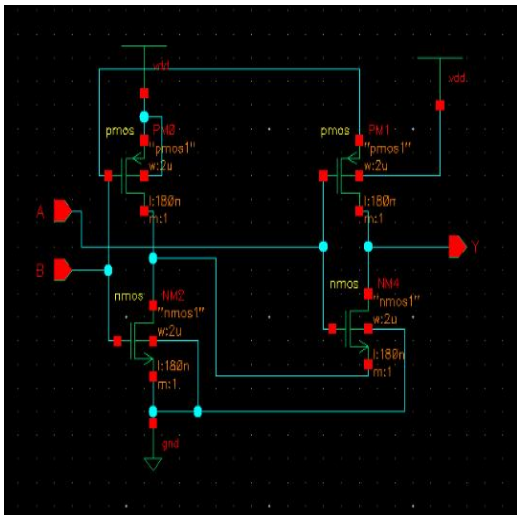 vdd
vdd
pmos
PM0
"pmos1"
w:2u
l:180n
m:1
pmos
PM1
"pmos1"
w:2u
l:180n
m:1
A
B
Y
nmos
NM2
"nmos1"
w:2u
l:180n
m:1
nmos
NM4
"nmos1"
w:2u
l:180n
m:1
gnd